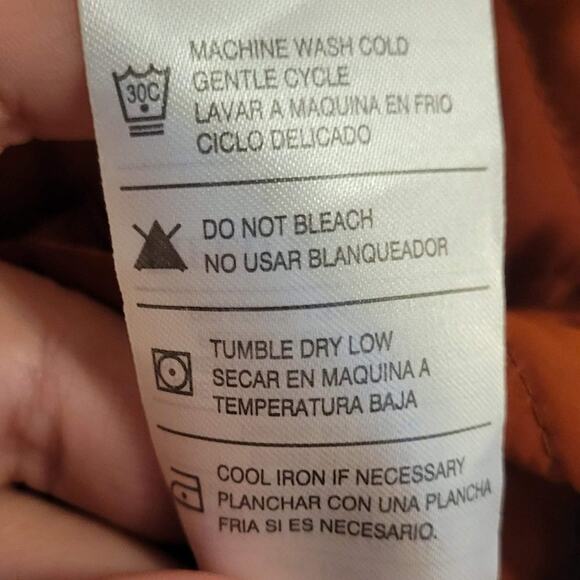 30C
MACHINE WASH COLD
GENTLE CYCLE
LAVAR A MAQUINA EN FRIO
CICLO DELICADO
DO NOT BLEACH
NO USAR BLANQUEADOR
TUMBLE DRY LOW
SECAR EN MAQUINA A
TEMPERATURA BAJA
COOL IRON IF NECESSARY
PLANCHAR CON UNA PLANCHA
FRIA SI ES NECESARIO.